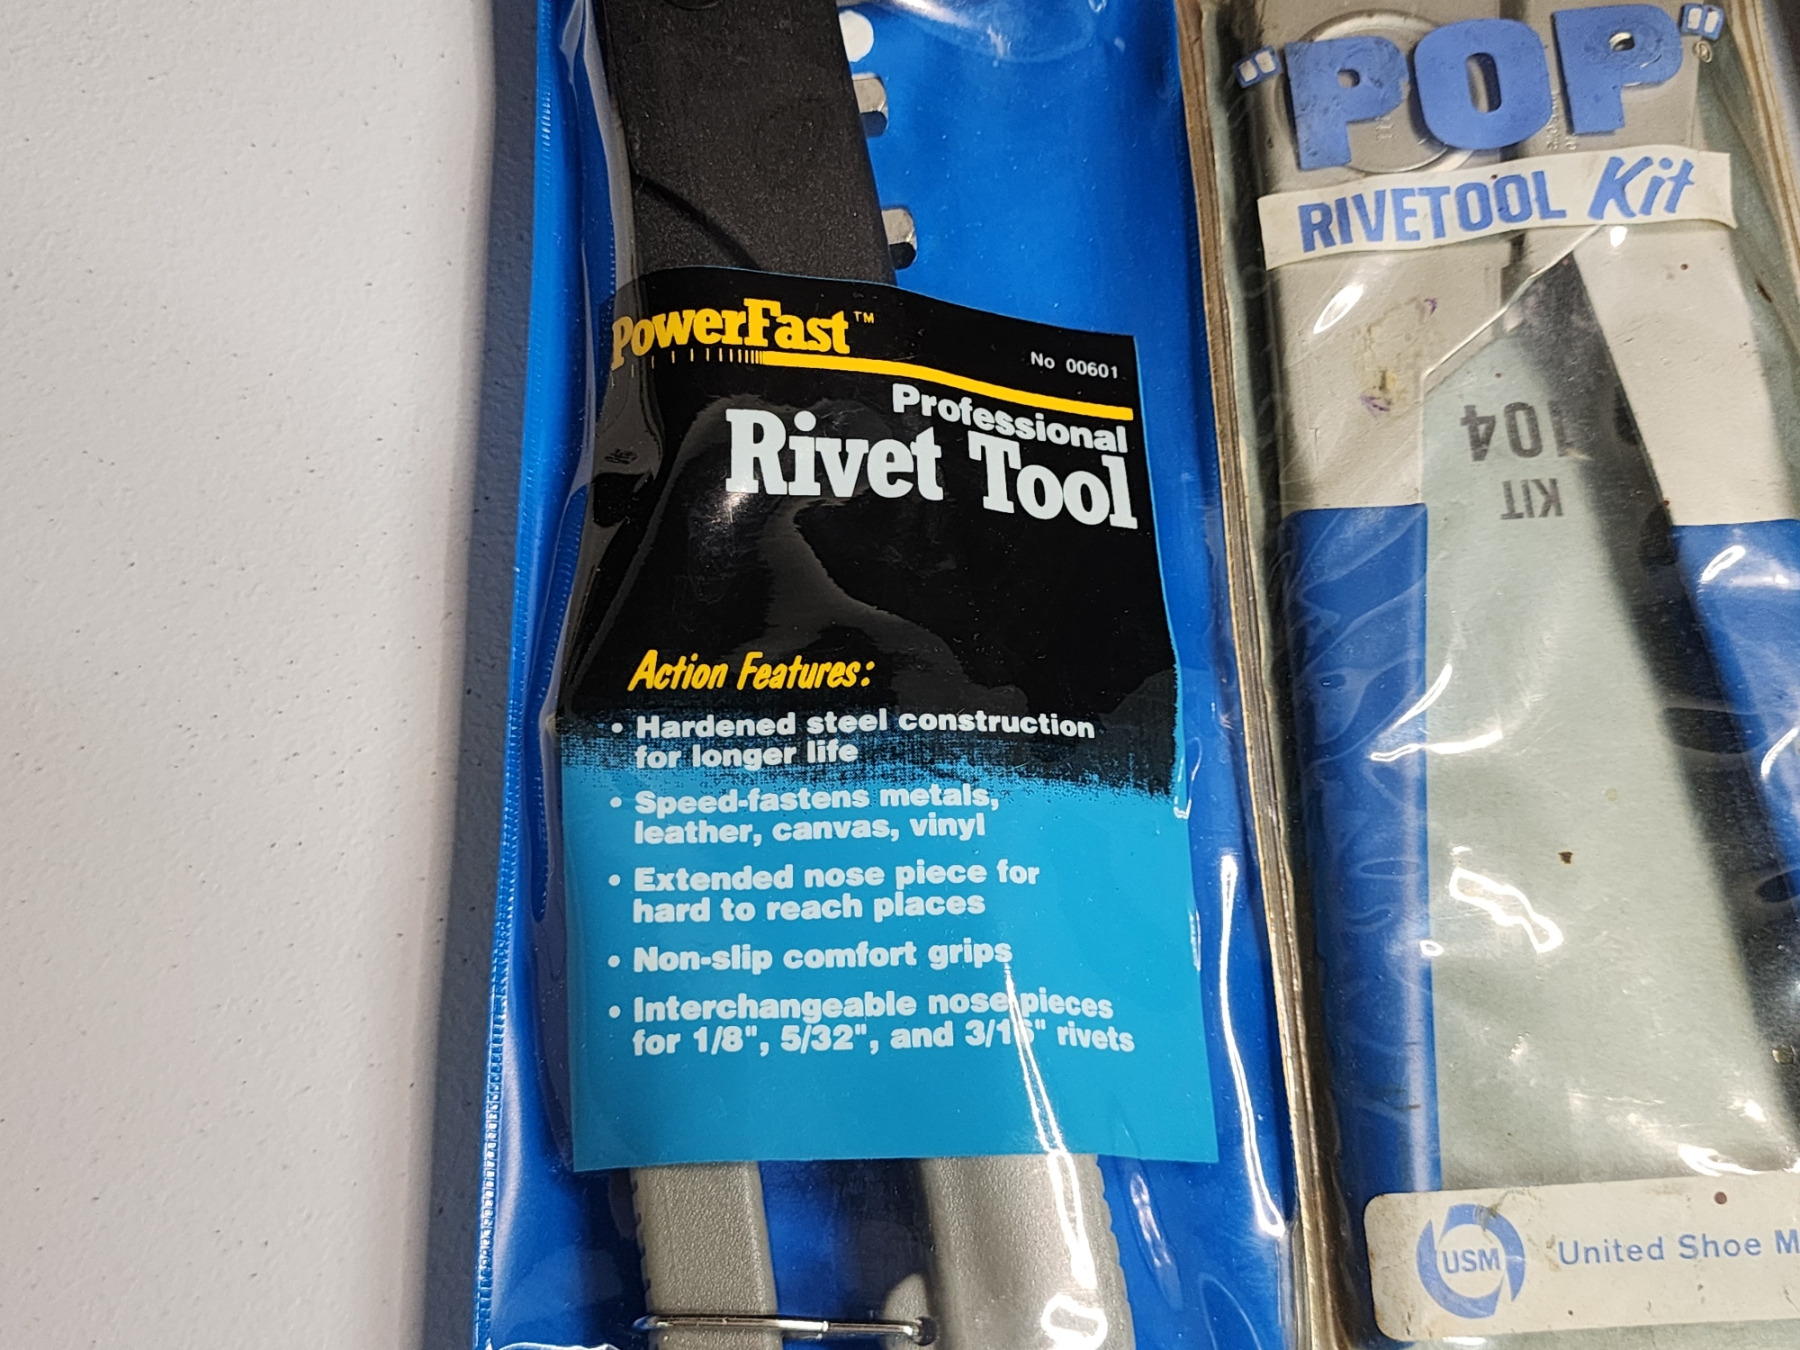 PowerFast™
No 00601
Professional
Rivet Tool
Action Features:
• Hardened steel construction
for longer life
• Speed-fastens metals,
leather, canvas, vinyl
• Extended nose piece for
hard to reach places
• Non-slip comfort grips
• Interchangeable nose pieces
for 1/8", 5/32", and 3/16" rivets
"POP"®
RIVETOOL Kit
KIT
104
USM
United Shoe M